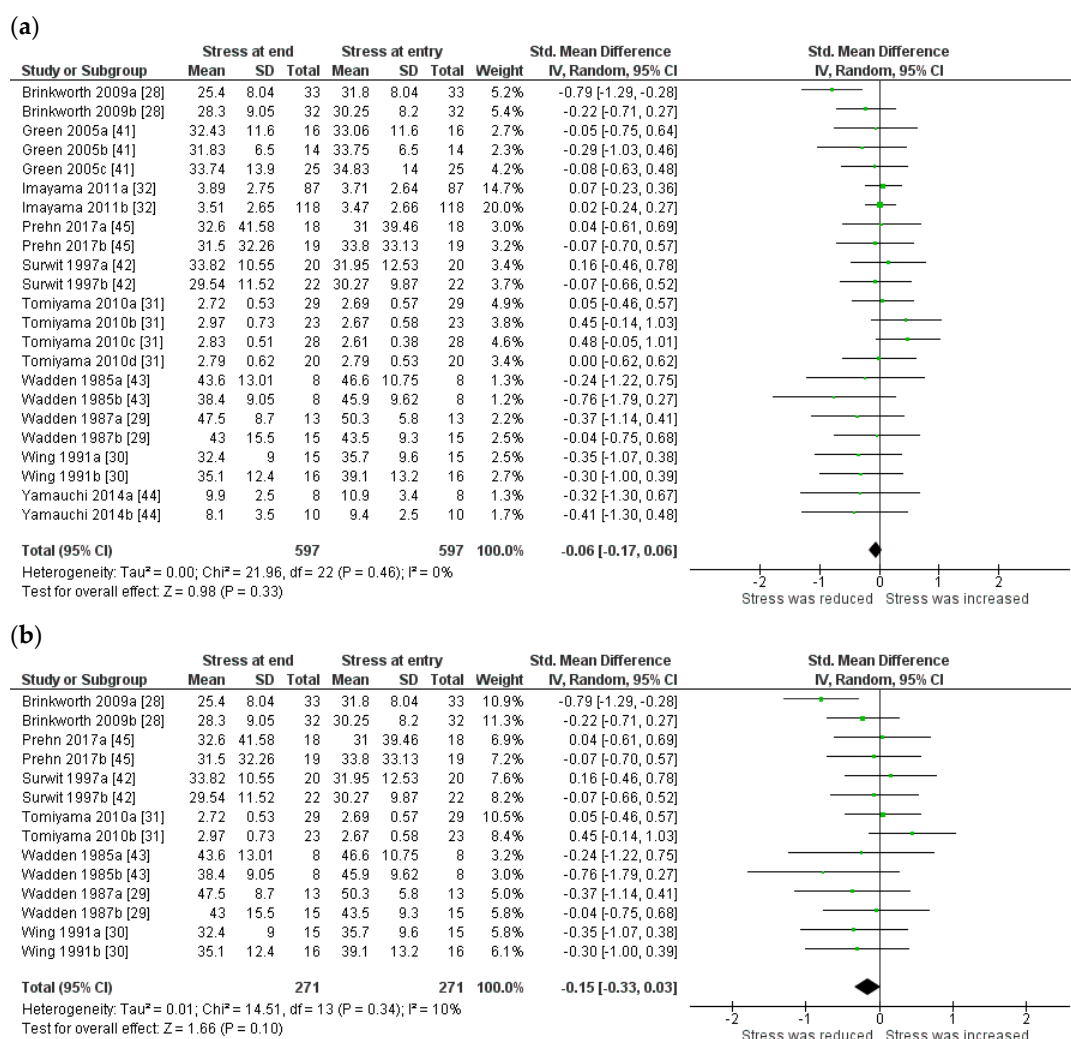 (a)
Stress at end Stress at entry Std. Mean Difference Std. Mean Difference
Study or Subgroup Mean SD Total Mean SD Total Weight IV, Random, 95% CI IV, Random, 95% CI
Brinkworth 2009a [28] 25.4 8.04 33 31.8 8.04 33 5.2% -0.79 [-1.29, -0.28]
Brinkworth 2009b [28] 28.3 9.05 32 30.25 8.2 32 5.4% -0.22 [-0.71, 0.27]
Green 2005a [41] 32.43 11.6 16 33.06 11.6 16 2.7% -0.05 [-0.75, 0.64]
Green 2005b [41] 31.83 6.5 14 33.75 6.5 14 2.4% -0.29 [-1.03, 0.46]
Green 2005c [41] 33.74 13.9 25 34.83 14 25 4.2% -0.08 [-0.63, 0.48]
Imayama 2011a [32] 3.89 2.75 87 3.71 2.64 87 14.7% 0.07 [-0.23, 0.36]
Imayama 2011b [32] 3.51 2.65 118 3.47 2.66 118 20.0% 0.02 [-0.24, 0.27]
Prehn 2017a [45] 32.6 41.58 18 31 39.46 18 3.0% 0.04 [-0.61, 0.69]
Prehn 2017b [45] 31.5 32.26 19 33.8 33.13 19 3.2% -0.07 [-0.70, 0.57]
Surwit 1997a [42] 33.82 10.55 20 31.95 12.53 20 3.4% 0.16 [-0.46, 0.78]
Surwit 1997b [42] 29.54 11.52 22 30.27 9.87 22 3.7% -0.07 [-0.66, 0.52]
Tomiyama 2010a [31] 2.72 0.53 29 2.69 0.57 29 4.9% 0.05 [-0.46, 0.57]
Tomiyama 2010b [31] 2.97 0.73 23 2.67 0.58 23 3.8% 0.45 [-0.14, 1.03]
Tomiyama 2010c [31] 2.83 0.51 28 2.61 0.38 28 4.6% 0.48 [-0.05, 1.01]
Tomiyama 2010d [31] 2.79 0.62 20 2.79 0.53 20 3.4% 0.00 [-0.62, 0.62]
Wadden 1985a [43] 43.6 13.01 8 46.6 10.75 8 1.3% -0.24 [-1.22, 0.75]
Wadden 1985b [43] 38.4 9.05 8 45.9 9.62 8 1.2% -0.76 [-1.79, 0.27]
Wadden 1987a [29] 47.5 8.7 13 50.3 5.8 13 2.2% -0.37 [-1.14, 0.41]
Wadden 1987b [29] 43 15.5 15 43.5 9.3 15 2.5% -0.04 [-0.75, 0.68]
Wing 1991a [30] 32.4 9 15 35.7 9.6 15 2.5% -0.35 [-1.07, 0.38]
Wing 1991b [30] 35.1 12.4 16 39.1 13.2 16 2.7% -0.30 [-1.00, 0.39]
Yamauchi 2014a [44] 9.9 2.5 8 10.9 3.4 8 1.3% -0.32 [-1.30, 0.67]
Yamauchi 2014b [44] 8.1 3.5 10 9.4 2.5 10 1.7% -0.41 [-1.30, 0.48]
Total (95% CI) 597 597 100.0% -0.06 [-0.17, 0.06]
Heterogeneity: Tau² = 0.00; Chi² = 21.96, df = 22 (P = 0.46); I² = 0%
Test for overall effect: Z = 0.98 (P = 0.33)
-2 -1 0 1 2
Stress was reduced Stress was increased
(b)
Stress at end Stress at entry Std. Mean Difference Std. Mean Difference
Study or Subgroup Mean SD Total Mean SD Total Weight IV, Random, 95% CI IV, Random, 95% CI
Brinkworth 2009a [28] 25.4 8.04 33 31.8 8.04 33 10.9% -0.79 [-1.29, -0.28]
Brinkworth 2009b [28] 28.3 9.05 32 30.25 8.2 32 11.3% -0.22 [-0.71, 0.27]
Prehn 2017a [45] 32.6 41.58 18 31 39.46 18 6.9% 0.04 [-0.61, 0.69]
Prehn 2017b [45] 31.5 32.26 19 33.8 33.13 19 7.2% -0.07 [-0.70, 0.57]
Surwit 1997a [42] 33.82 10.55 20 31.95 12.53 20 7.6% 0.16 [-0.46, 0.78]
Surwit 1997b [42] 29.54 11.52 22 30.27 9.87 22 8.2% -0.07 [-0.66, 0.52]
Tomiyama 2010a [31] 2.72 0.53 29 2.69 0.57 29 10.5% 0.05 [-0.46, 0.57]
Tomiyama 2010b [31] 2.97 0.73 23 2.67 0.58 23 8.4% 0.45 [-0.14, 1.03]
Wadden 1985a [43] 43.6 13.01 8 46.6 10.75 8 3.2% -0.24 [-1.22, 0.75]
Wadden 1985b [43] 38.4 9.05 8 45.9 9.62 8 3.0% -0.76 [-1.79, 0.27]
Wadden 1987a [29] 47.5 8.7 13 50.3 5.8 13 5.0% -0.37 [-1.14, 0.41]
Wadden 1987b [29] 43 15.5 15 43.5 9.3 15 5.8% -0.04 [-0.75, 0.68]
Wing 1991a [30] 32.4 9 15 35.7 9.6 15 5.7% -0.35 [-1.07, 0.38]
Wing 1991b [30] 35.1 12.4 16 39.1 13.2 16 6.1% -0.30 [-1.00, 0.39]
Total (95% CI) 271 271 100.0% -0.15 [-0.33, 0.03]
Heterogeneity: Tau² = 0.01; Chi² = 14.51, df = 13 (P = 0.34); I² = 10%
Test for overall effect: Z = 1.66 (P = 0.10)
-2 -1 0 1 2
Stress was reduced Stress was increased